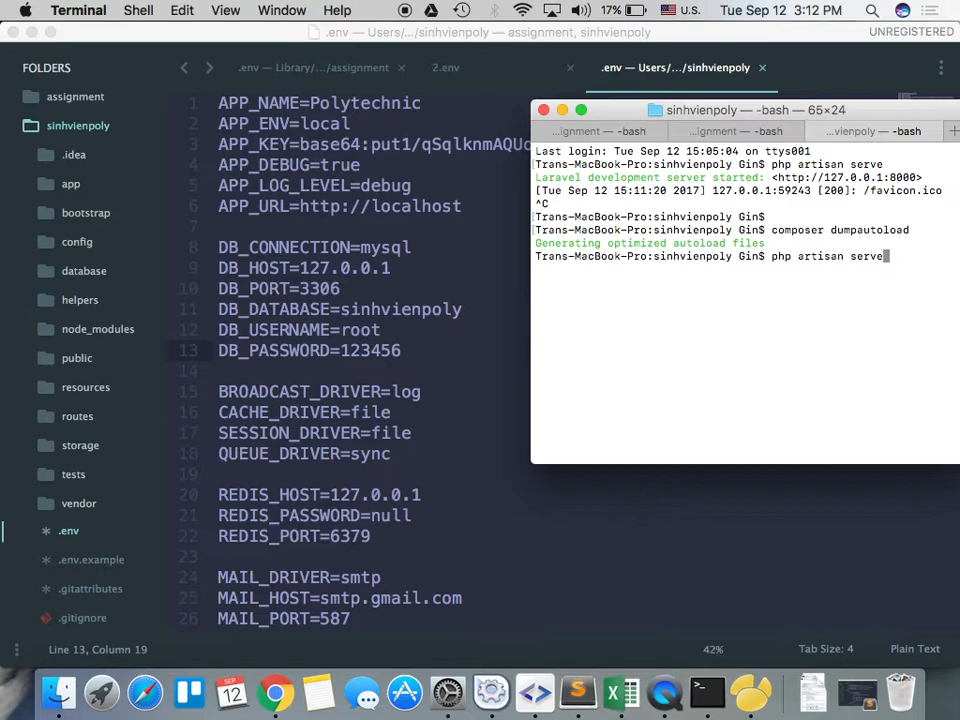 Terminal Shell Edit View Window Help 17% U.S. Tue Sep 12 3:12 PM
.env — Users/.../sinhvienpoly — assignment, sinhvienpoly UNREGISTERED
FOLDERS
assignment
sinhvienpoly
.idea
app
bootstrap
config
database
helpers
node_modules
public
resources
routes
storage
tests
vendor
.env
.env.example
.gitattributes
.gitignore
.env — Library/.../assignment 2.env .env — Users/.../sinhvienpoly
1 APP_NAME=Polytechnic
2 APP_ENV=local
3 APP_KEY=base64:put1/qSqlknmAQU
4 APP_DEBUG=true
5 APP_LOG_LEVEL=debug
6 APP_URL=http://localhost
7
8 DB_CONNECTION=mysql
9 DB_HOST=127.0.0.1
10 DB_PORT=3306
11 DB_DATABASE=sinhvienpoly
12 DB_USERNAME=root
13 DB_PASSWORD=123456
14
15 BROADCAST_DRIVER=log
16 CACHE_DRIVER=file
17 SESSION_DRIVER=file
18 QUEUE_DRIVER=sync
19
20 REDIS_HOST=127.0.0.1
21 REDIS_PASSWORD=null
22 REDIS_PORT=6379
23
24 MAIL_DRIVER=smtp
25 MAIL_HOST=smtp.gmail.com
26 MAIL_PORT=587
sinhvienpoly — -bash — 65×24
...ignment — -bash ...ignment — -bash ...vienpoly — -bash
Last login: Tue Sep 12 15:05:04 on ttys001
[Trans-MacBook-Pro:sinhvienpoly Gin$ php artisan serve
Laravel development server started: <http://127.0.0.1:8000>
[Tue Sep 12 15:11:20 2017] 127.0.0.1:59243 [200]: /favicon.ico
^C
[Trans-MacBook-Pro:sinhvienpoly Gin$
[Trans-MacBook-Pro:sinhvienpoly Gin$ composer dumpautoload
Generating optimized autoload files
Trans-MacBook-Pro:sinhvienpoly Gin$ php artisan serve
Line 13, Column 19 42% Tab Size: 4 Plain Text
SEP
12